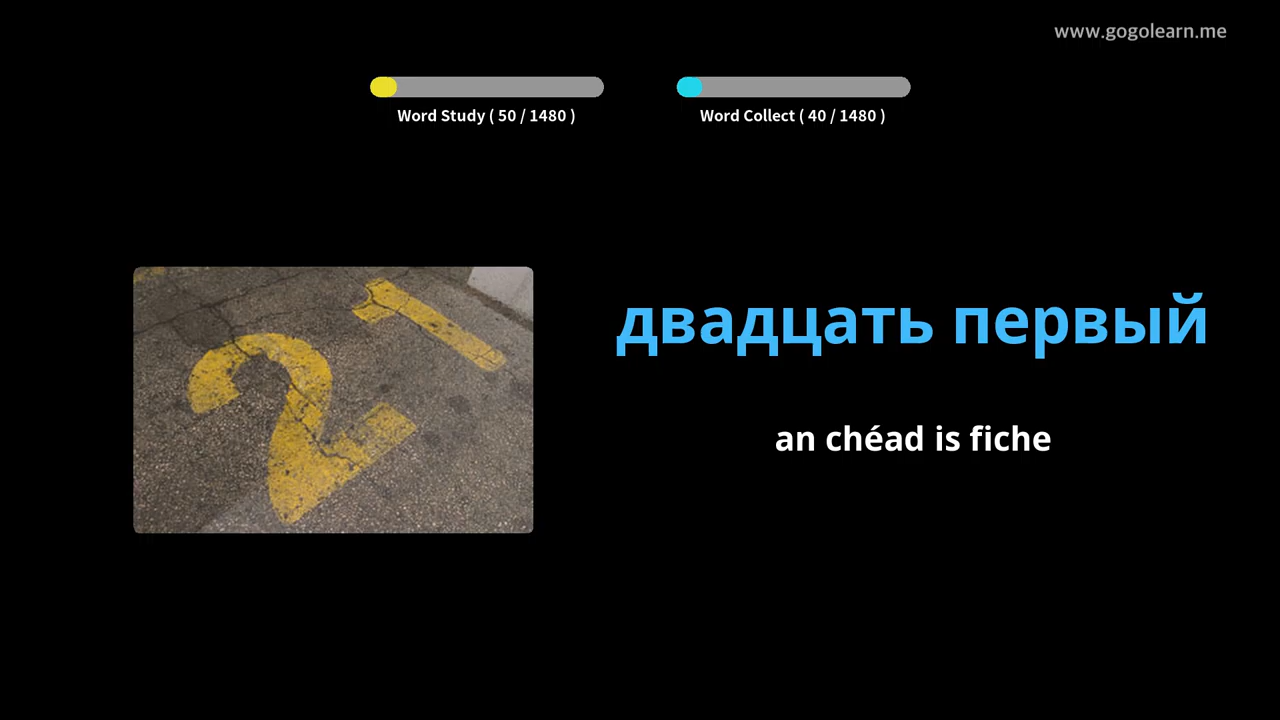 www.gogolearn.me
Word Study ( 50 / 1480 )
Word Collect ( 40 / 1480 )
21
двадцать первый
an chéad is fiche